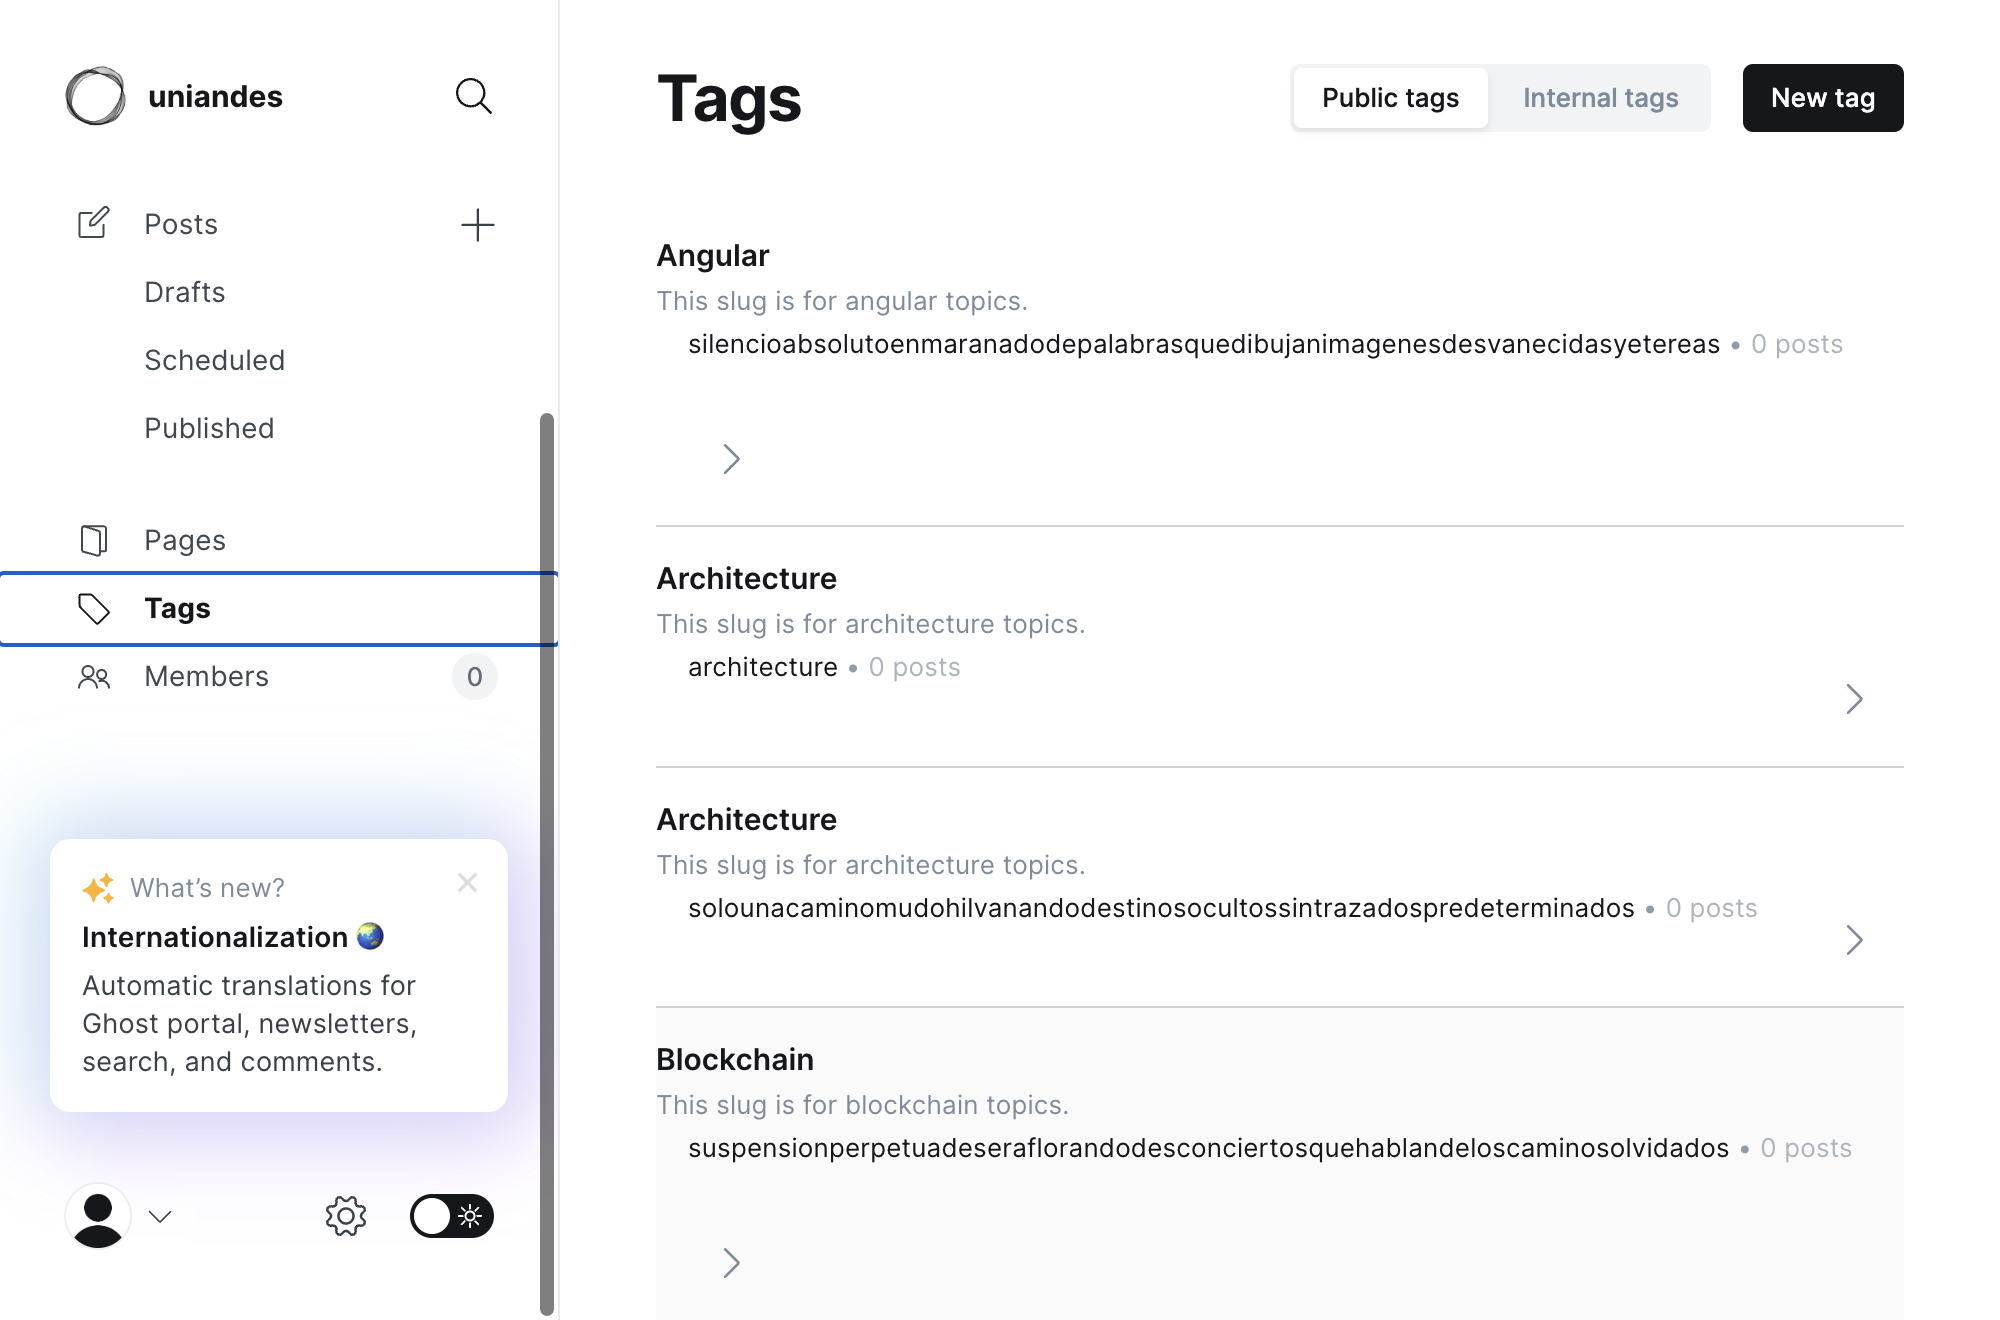 uniandes
Posts
Drafts
Scheduled
Published
Pages
Tags
Members 0
What's new?
Internationalization
Automatic translations for
Ghost portal, newsletters,
search, and comments.
Tags
Public tags Internal tags New tag
Angular
This slug is for angular topics.
silencioabsolutoenmaranadodepalabrasquedibujanimagenesdesvanecidasyetereas • 0 posts
Architecture
This slug is for architecture topics.
architecture • 0 posts
Architecture
This slug is for architecture topics.
solounacaminomudohilvanandodestinosocultossintrazadospredeterminados • 0 posts
Blockchain
This slug is for blockchain topics.
suspensionperpetuadeseraflorandodesconciertosquehablandeloscaminosolvidados • 0 posts